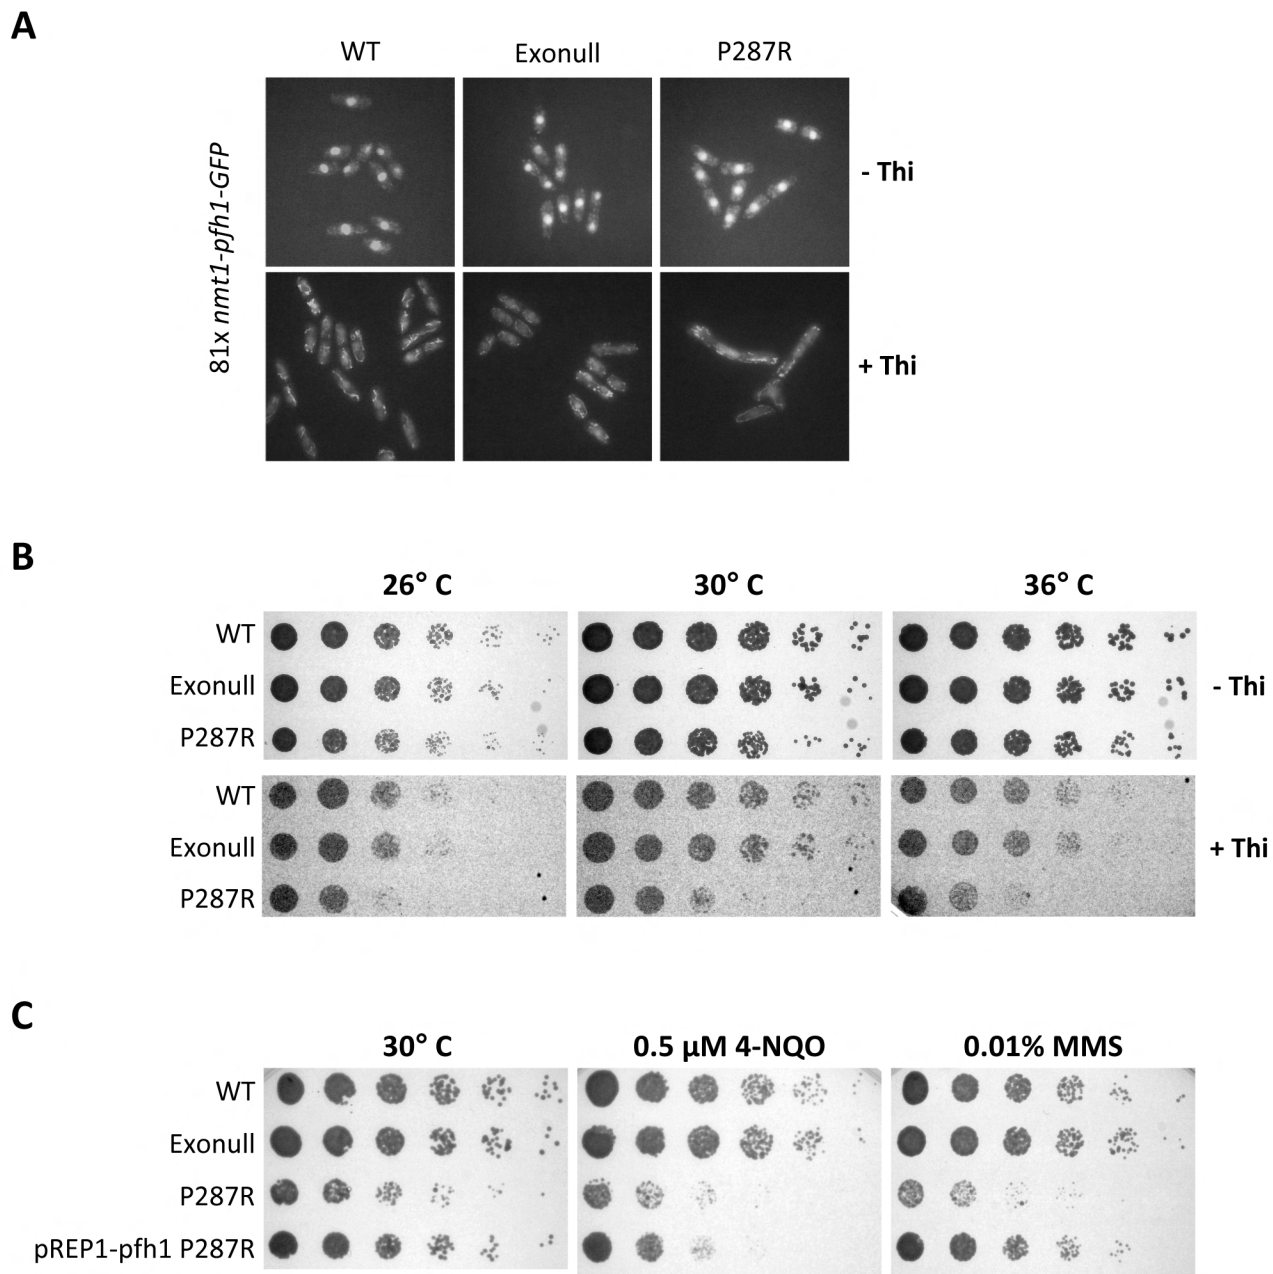 A
WT Exonull P287R
81x nmt1-pfh1-GFP
- Thi
+ Thi
B
26° C 30° C 36° C
WT
Exonull
P287R
- Thi
WT
Exonull
P287R
+ Thi
C
30° C 0.5 µM 4-NQO 0.01% MMS
WT
Exonull
P287R
pREP1-pfh1 P287R